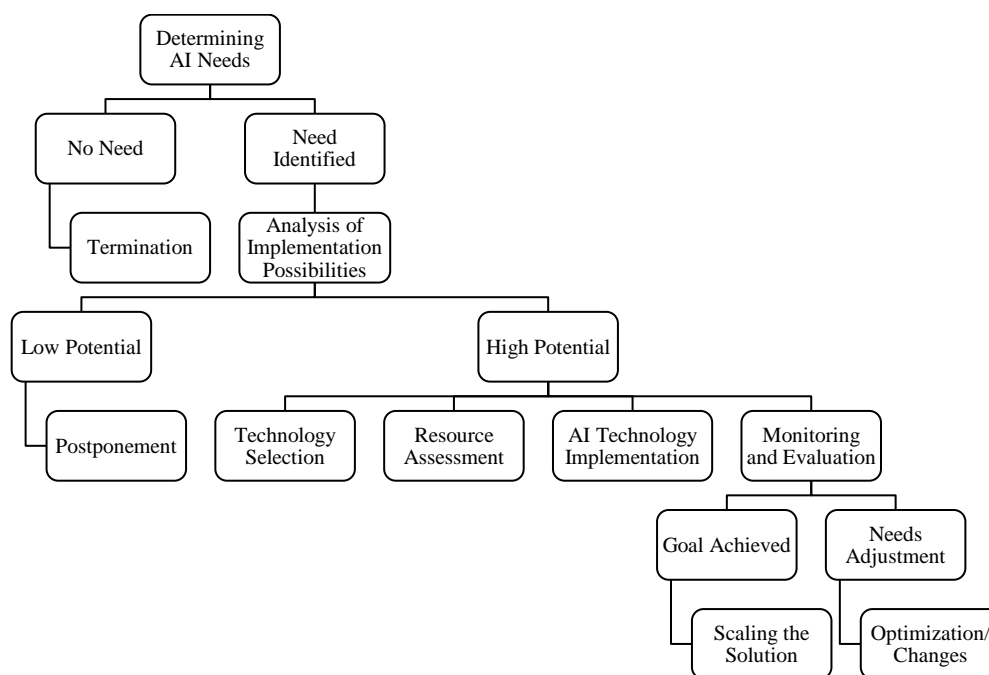 Determining
AI Needs
No Need
Need
Identified
Termination
Analysis of
Implementation
Possibilities
Low Potential
High Potential
Postponement
Technology
Selection
Resource
Assessment
AI Technology
Implementation
Monitoring
and Evaluation
Goal Achieved
Needs
Adjustment
Scaling the
Solution
Optimization/
Changes